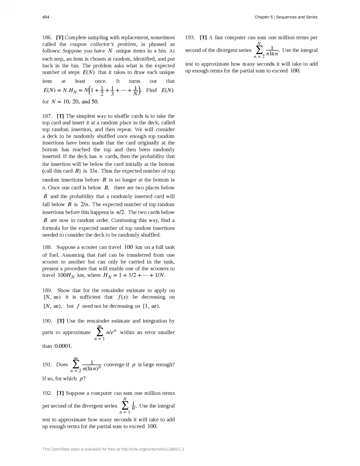 484
Chapter 5 | Sequences and Series
186. [T] Complete sampling with replacement, sometimes
called the coupon collector's problem, is phrased as
follows: Suppose you have N unique items in a bin. At
each step, an item is chosen at random, identified, and put
back in the bin. The problem asks what is the expected
number of steps E(N) that it takes to draw each unique
item at least once. It turns out that
E(N) = N.H_N = N(1 + 1/2 + 1/3 + ⋯ + 1/N). Find E(N)
for N = 10, 20, and 50.
187. [T] The simplest way to shuffle cards is to take the
top card and insert it at a random place in the deck, called
top random insertion, and then repeat. We will consider
a deck to be randomly shuffled once enough top random
insertions have been made that the card originally at the
bottom has reached the top and then been randomly
inserted. If the deck has n cards, then the probability that
the insertion will be below the card initially at the bottom
(call this card B) is 1/n. Thus the expected number of top
random insertions before B is no longer at the bottom is
n. Once one card is below B, there are two places below
B and the probability that a randomly inserted card will
fall below B is 2/n. The expected number of top random
insertions before this happens is n/2. The two cards below
B are now in random order. Continuing this way, find a
formula for the expected number of top random insertions
needed to consider the deck to be randomly shuffled.
188. Suppose a scooter can travel 100 km on a full tank
of fuel. Assuming that fuel can be transferred from one
scooter to another but can only be carried in the tank,
present a procedure that will enable one of the scooters to
travel 100H_N km, where H_N = 1 + 1/2 + ⋯ + 1/N.
189. Show that for the remainder estimate to apply on
[N, ∞) it is sufficient that f(x) be decreasing on
[N, ∞), but f need not be decreasing on [1, ∞).
190. [T] Use the remainder estimate and integration by
parts to approximate ∑_{n = 1}^{∞} n/e^n within an error smaller
than 0.0001.
191. Does ∑_{n = 2}^{∞} 1/(n(ln n)^p) converge if p is large enough?
If so, for which p?
192. [T] Suppose a computer can sum one million terms
per second of the divergent series ∑_{n = 1}^{N} 1/n. Use the integral
test to approximate how many seconds it will take to add
up enough terms for the partial sum to exceed 100.
193. [T] A fast computer can sum one million terms per
second of the divergent series ∑_{n = 2}^{N} 1/(n ln n). Use the integral
test to approximate how many seconds it will take to add
up enough terms for the partial sum to exceed 100.